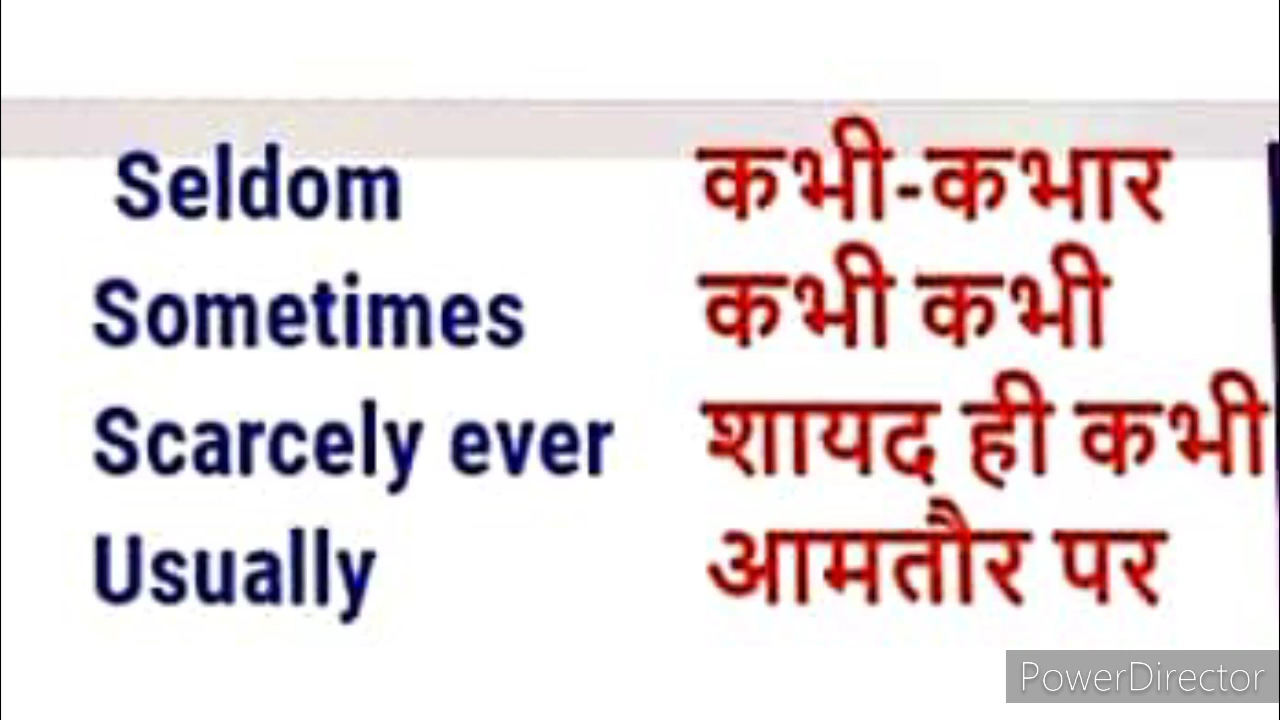 Seldom कभी-कभार
Sometimes कभी कभी
Scarcely ever शायद ही कभी
Usually आमतौर पर
PowerDirector